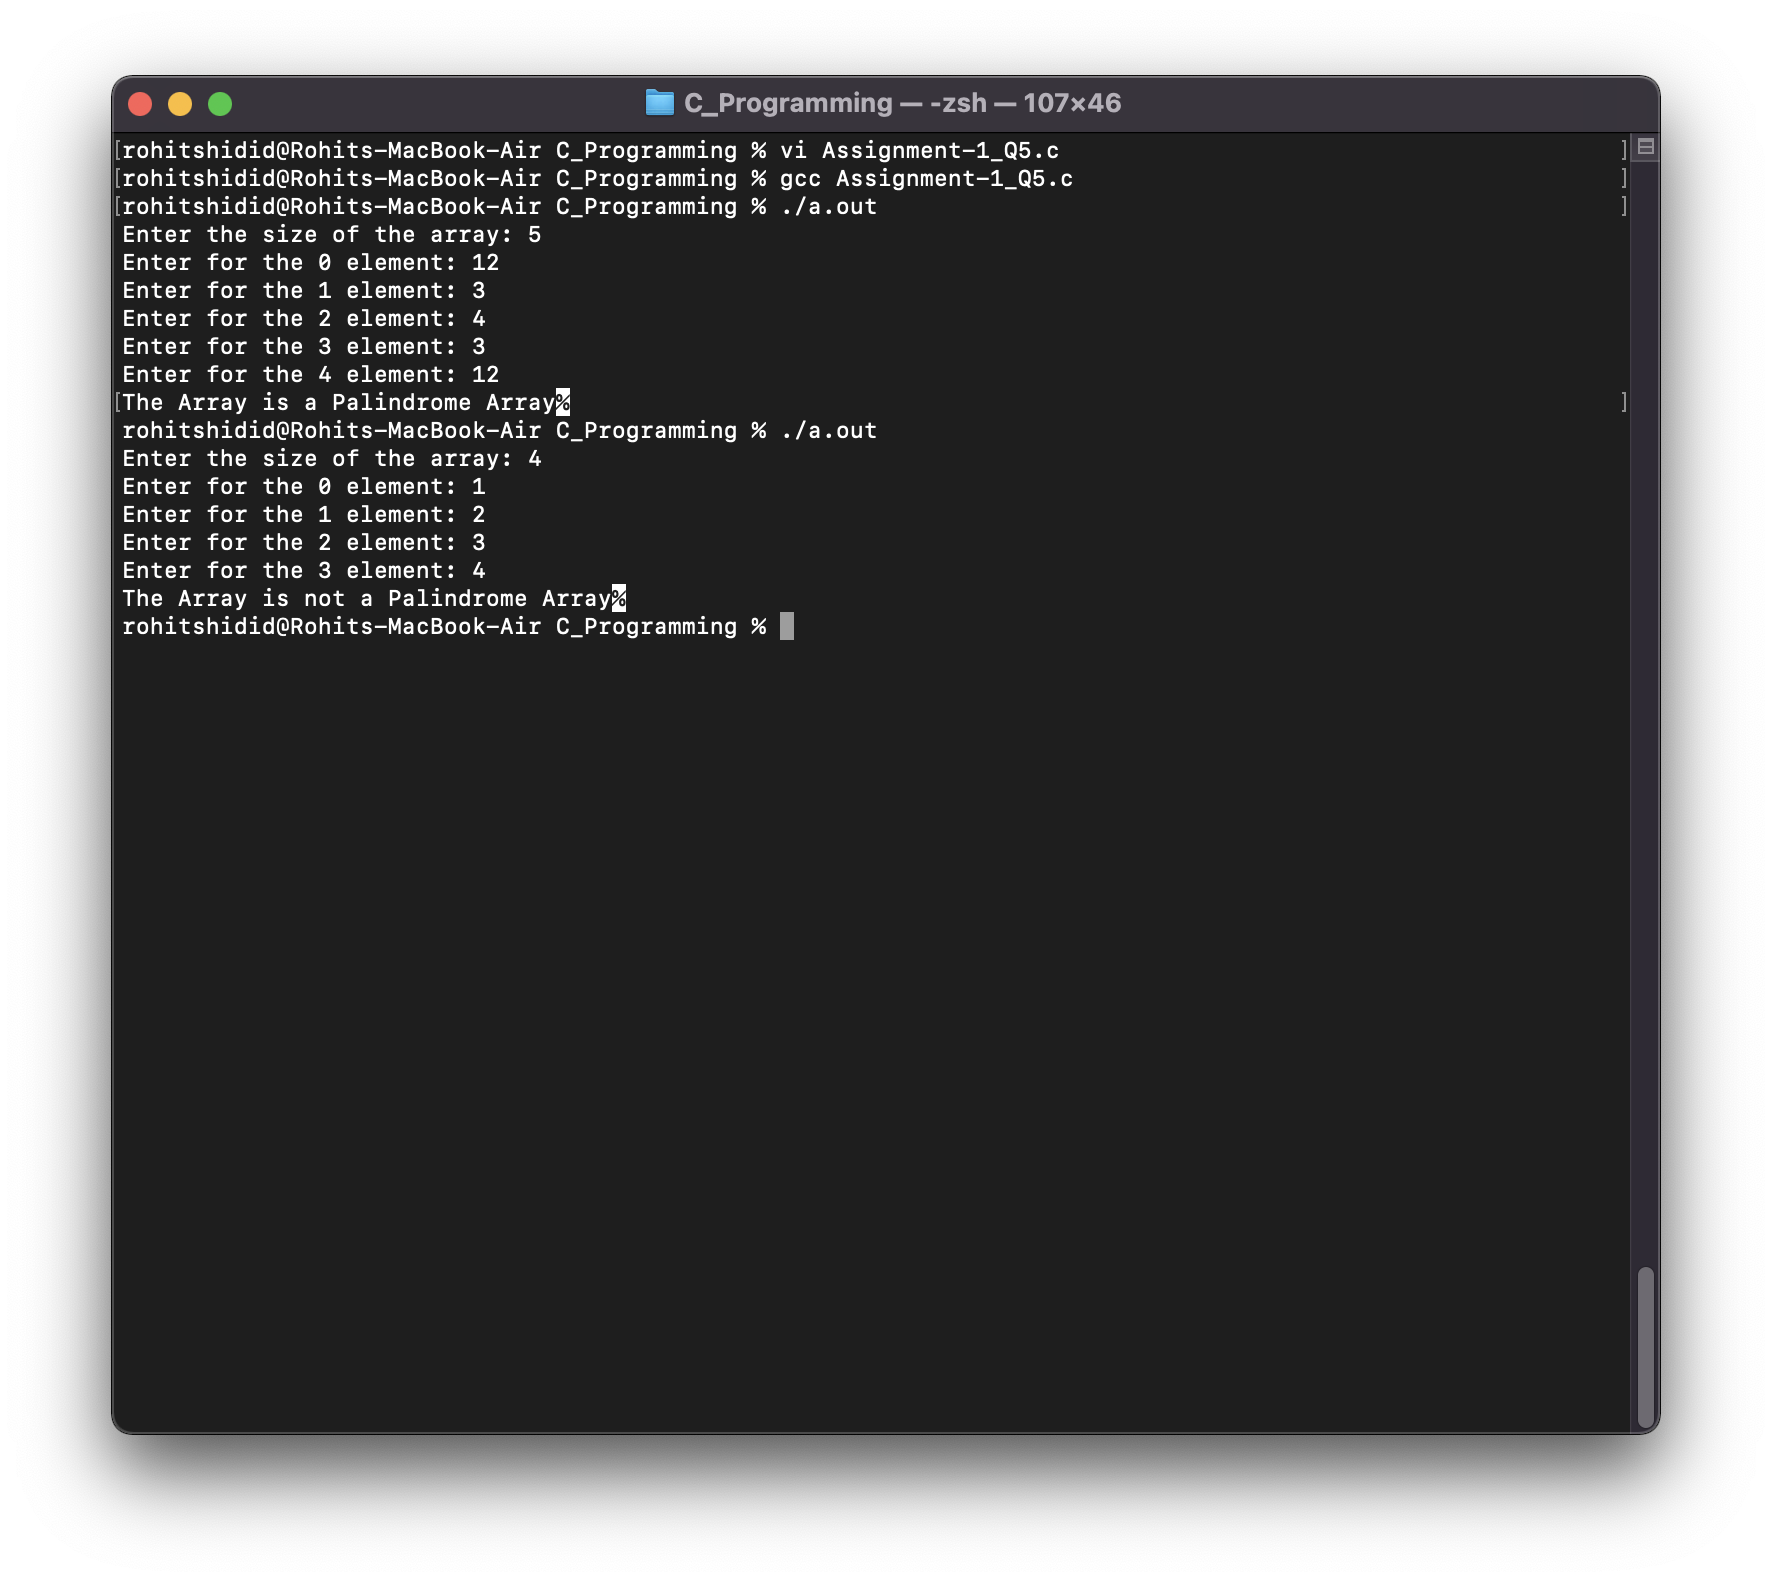 C_Programming — -zsh — 107×46
[rohitshidid@Rohits-MacBook-Air C_Programming % vi Assignment-1_Q5.c ]
[rohitshidid@Rohits-MacBook-Air C_Programming % gcc Assignment-1_Q5.c ]
[rohitshidid@Rohits-MacBook-Air C_Programming % ./a.out ]
Enter the size of the array: 5
Enter for the 0 element: 12
Enter for the 1 element: 3
Enter for the 2 element: 4
Enter for the 3 element: 3
Enter for the 4 element: 12
[The Array is a Palindrome Array% ]
rohitshidid@Rohits-MacBook-Air C_Programming % ./a.out
Enter the size of the array: 4
Enter for the 0 element: 1
Enter for the 1 element: 2
Enter for the 2 element: 3
Enter for the 3 element: 4
The Array is not a Palindrome Array%
rohitshidid@Rohits-MacBook-Air C_Programming %